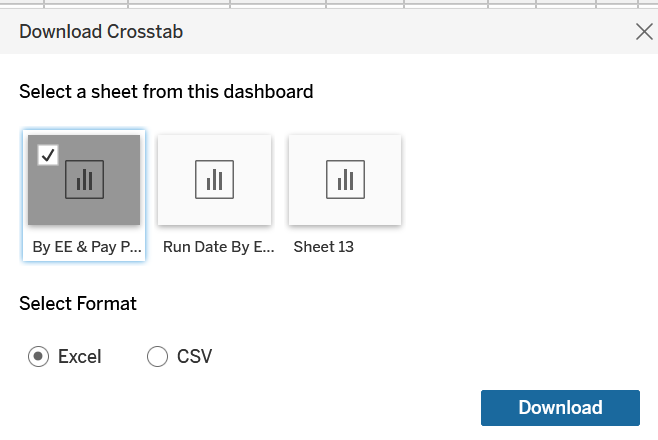 Download Crosstab
Select a sheet from this dashboard
By EE & Pay P...
Run Date By E...
Sheet 13
Select Format
Excel
CSV
Download